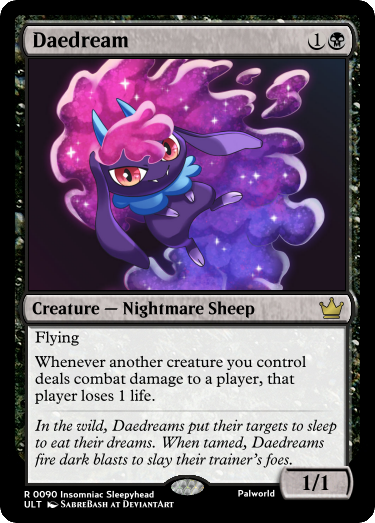 Daedream 1
Creature — Nightmare Sheep
Flying
Whenever another creature you control
deals combat damage to a player, that
player loses 1 life.
In the wild, Daedreams put their targets to sleep
to eat their dreams. When tamed, Daedreams
fire dark blasts to slay their trainer's foes.
1/1
R 0090 Insomniac Sleepyhead
Palworld
ULT SabreBash at DeviantArt